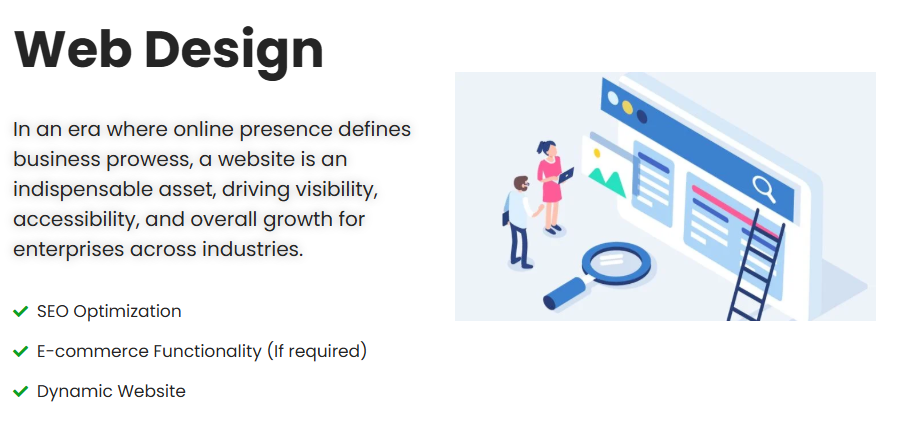 Web Design
In an era where online presence defines
business prowess, a website is an
indispensable asset, driving visibility,
accessibility, and overall growth for
enterprises across industries.
SEO Optimization
E-commerce Functionality (If required)
Dynamic Website